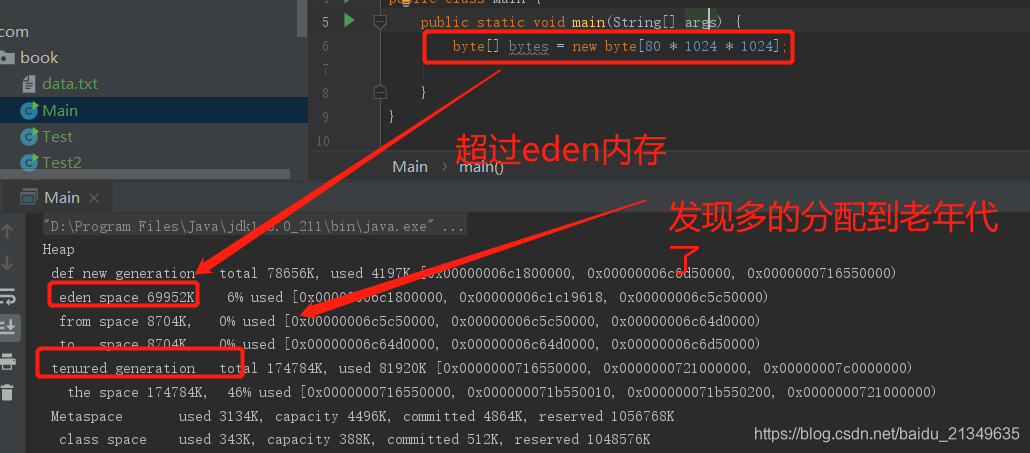 com
book
data.txt
Main
Test
Test2
5 public static void main(String[] args) {
6 byte[] bytes = new byte[80 * 1024 * 1024];
7
8 }
9 }
10
超过eden内存
Main > main()
Main ×
发现多的分配到老年代了
"D:\Program Files\Java\jdk1.8.0_211\bin\java.exe" ...
Heap
def new generation total 78656K, used 4197K [0x00000006c1800000, 0x00000006c6d50000, 0x0000000716550000)
eden space 69952K 6% used [0x00000006c1800000, 0x00000006c1c19618, 0x00000006c5c50000)
from space 8704K, 0% used [0x00000006c5c50000, 0x00000006c5c50000, 0x00000006c64d0000)
to space 8704K, 0% used [0x00000006c64d0000, 0x00000006c64d0000, 0x00000006c6d50000)
tenured generation total 174784K, used 81920K [0x0000000716550000, 0x0000000721000000, 0x00000007c0000000)
the space 174784K, 46% used [0x0000000716550000, 0x000000071b550010, 0x000000071b550200, 0x0000000721000000)
Metaspace used 3134K, capacity 4496K, committed 4864K, reserved 1056768K
class space used 343K, capacity 388K, committed 512K, reserved 1048576K
https://blog.csdn.net/baidu_21349635